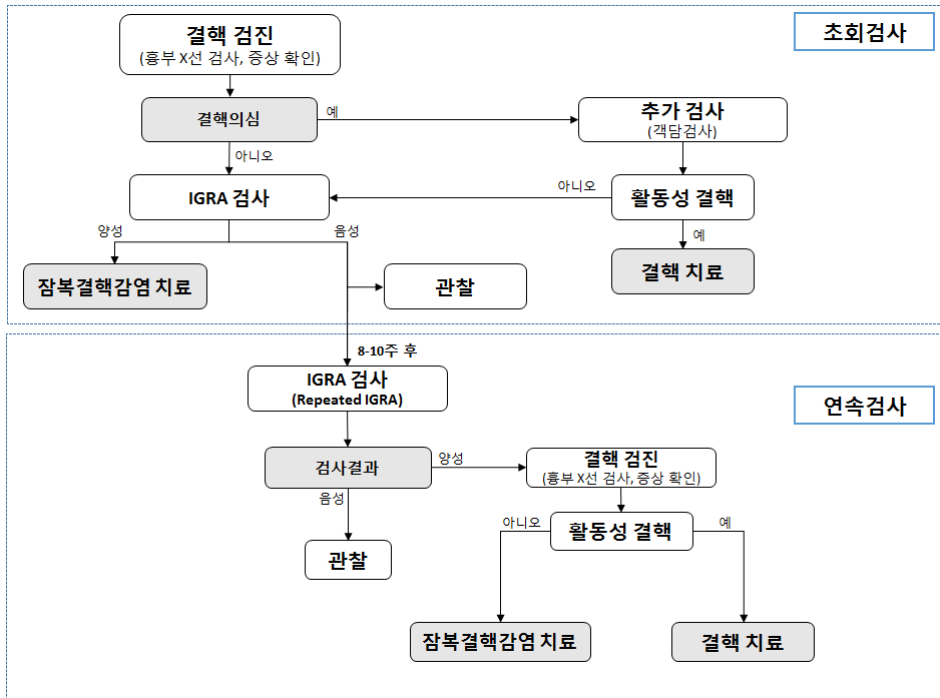 초회검사
결핵 검진
(흉부 X선 검사, 증상 확인)
결핵의심
예
추가 검사
(객담검사)
아니오
IGRA 검사
아니오
활동성 결핵
양성
음성
예
잠복결핵감염 치료
관찰
결핵 치료
8-10주 후
IGRA 검사
(Repeated IGRA)
연속검사
검사결과
양성
결핵 검진
(흉부 X선 검사, 증상 확인)
음성
아니오
활동성 결핵
예
관찰
잠복결핵감염 치료
결핵 치료